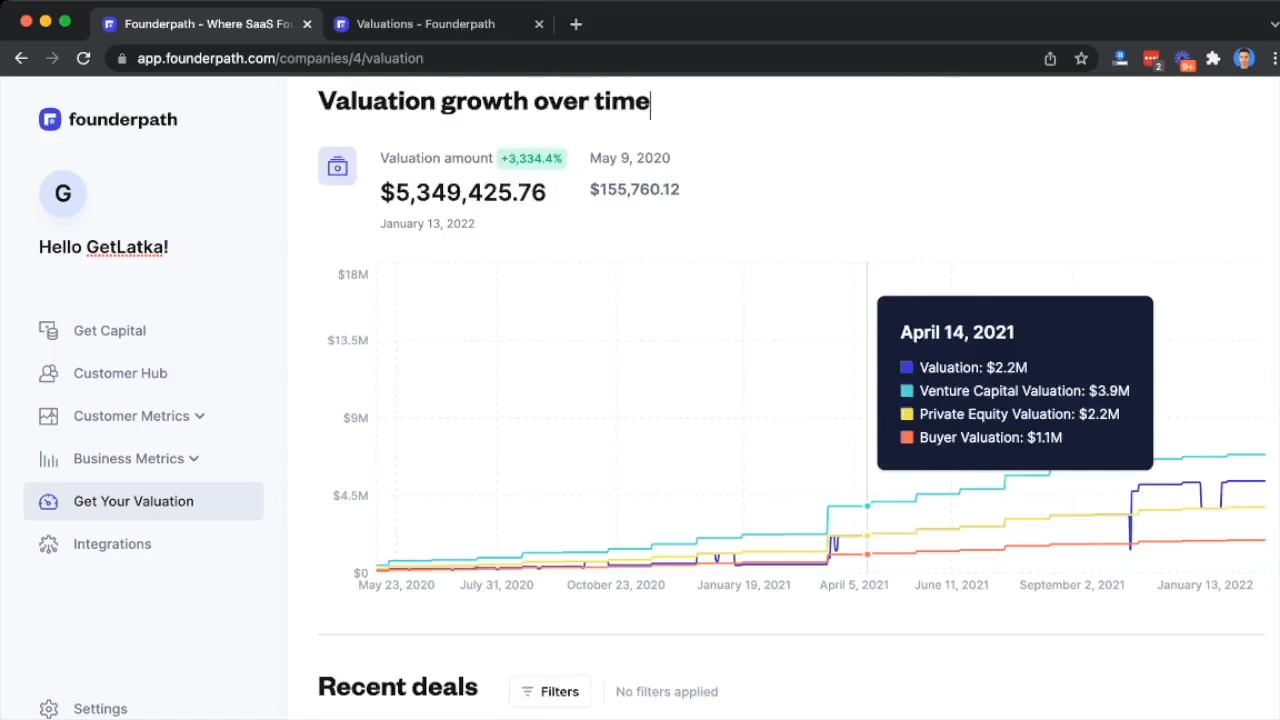 Founderpath - Where SaaS Fou
Valuations - Founderpath
app.founderpath.com/companies/4/valuation
2
9+
founderpath
G
Hello GetLatka!
Get Capital
Customer Hub
Customer Metrics
Business Metrics
Get Your Valuation
Integrations
Settings
Valuation growth over time
Valuation amount +3,334.4% May 9, 2020
$5,349,425.76 $155,760.12
January 13, 2022
$18M
$13.5M
$9M
$4.5M
$0
April 14, 2021
Valuation: $2.2M
Venture Capital Valuation: $3.9M
Private Equity Valuation: $2.2M
Buyer Valuation: $1.1M
May 23, 2020 July 31, 2020 October 23, 2020 January 19, 2021 April 5, 2021 June 11, 2021 September 2, 2021 January 13, 2022
Recent deals Filters No filters applied